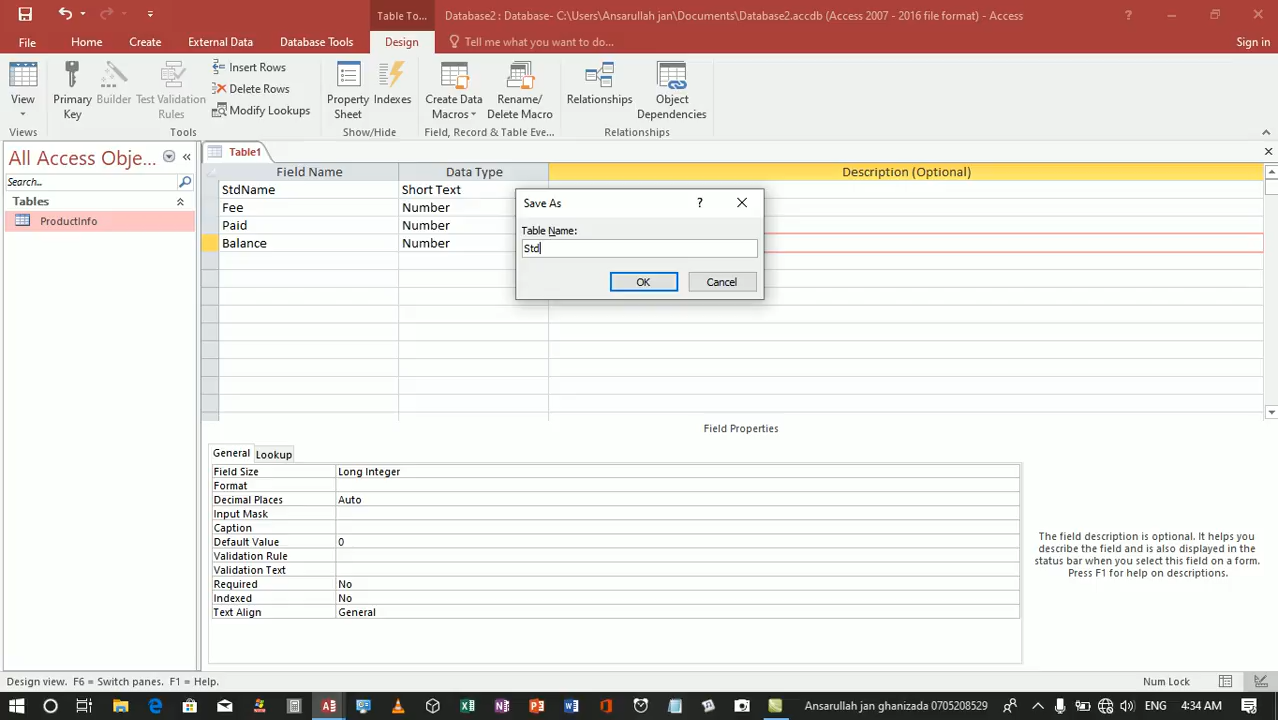 Table To...
Database2 : Database- C:\Users\Ansarullah jan\Documents\Database2.accdb (Access 2007 - 2016 file format) - Access
?
File
Home
Create
External Data
Database Tools
Design
Tell me what you want to do...
Sign in
View
Primary Key
Builder
Test Validation Rules
Insert Rows
Delete Rows
Modify Lookups
Property Sheet
Indexes
Create Data Macros
Rename/ Delete Macro
Relationships
Object Dependencies
Views
Tools
Show/Hide
Field, Record & Table Eve...
Relationships
All Access Obje...
Search...
Tables
ProductInfo
Table1
Field Name
Data Type
Description (Optional)
StdName
Short Text
Fee
Number
Paid
Number
Balance
Number
Save As
?
Table Name:
Std
OK
Cancel
Field Properties
General
Lookup
Field Size
Long Integer
Format
Decimal Places
Auto
Input Mask
Caption
Default Value
0
Validation Rule
Validation Text
Required
No
Indexed
No
Text Align
General
The field description is optional. It helps you
describe the field and is also displayed in the
status bar when you select this field on a form.
Press F1 for help on descriptions.
Design view. F6 = Switch panes. F1 = Help.
Num Lock
Ansarullah jan ghanizada 0705208529
4:34 AM